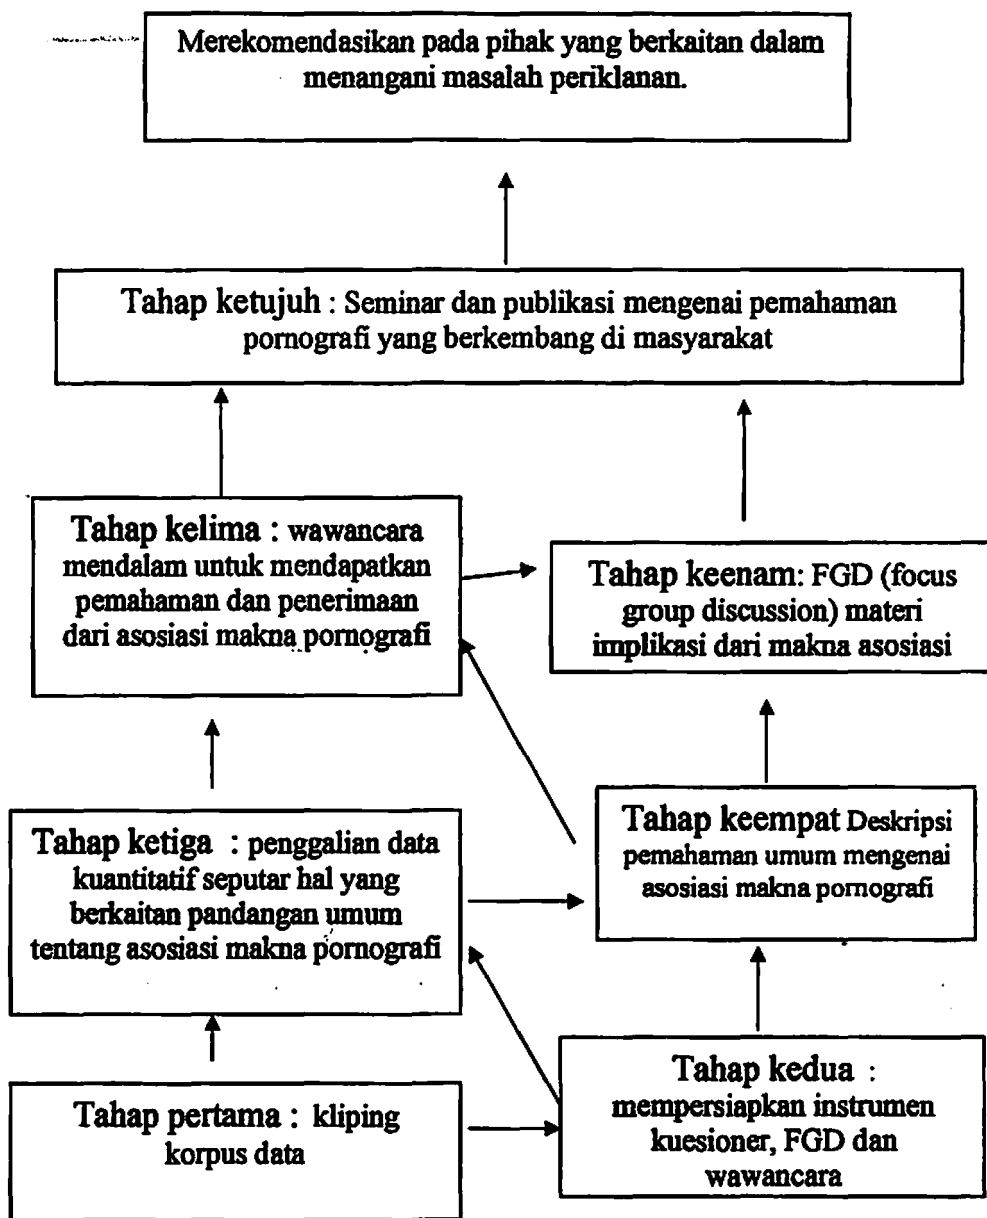 Merekomendasikan pada pihak yang berkaitan dalam
menangani masalah periklanan.
Tahap ketujuh : Seminar dan publikasi mengenai pemahaman
pornografi yang berkembang di masyarakat
Tahap kelima : wawancara
mendalam untuk mendapatkan
pemahaman dan penerimaan
dari asosiasi makna pornografi
Tahap keenam: FGD (focus
group discussion) materi
implikasi dari makna asosiasi
Tahap ketiga : penggalian data
kuantitatif seputar hal yang
berkaitan pandangan umum
tentang asosiasi makna pornografi
Tahap keempat Deskripsi
pemahaman umum mengenai
asosiasi makna pornografi
Tahap pertama : kliping
korpus data
Tahap kedua :
mempersiapkan instrumen
kuesioner, FGD dan
wawancara